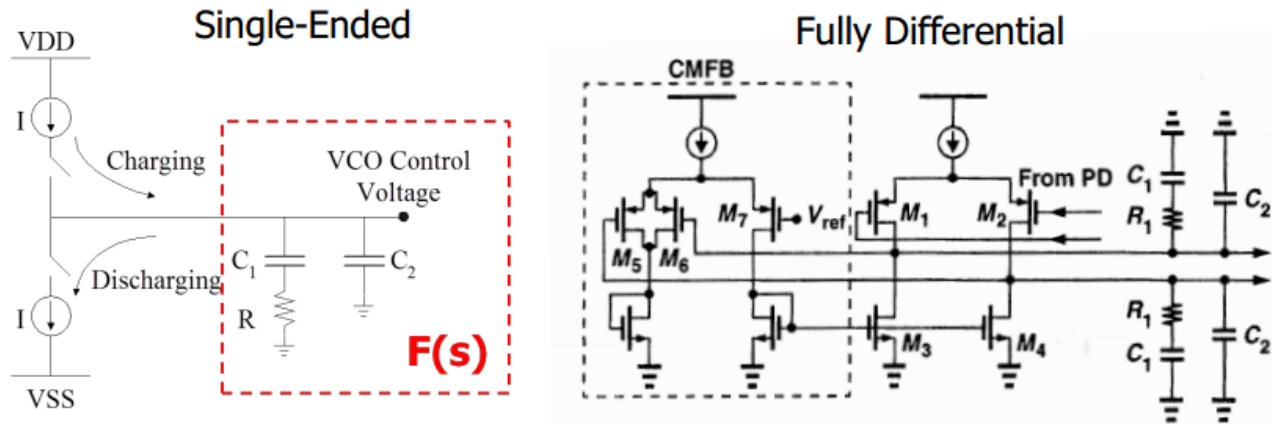 Single-Ended
VDD
I
Charging
VCO Control
Voltage
Discharging
C1
C2
I
R
F(s)
VSS
Fully Differential
CMFB
From PD
C1
R1
C2
M5
M6
M7
Vref
M1
M2
M3
M4
R1
C1
C2